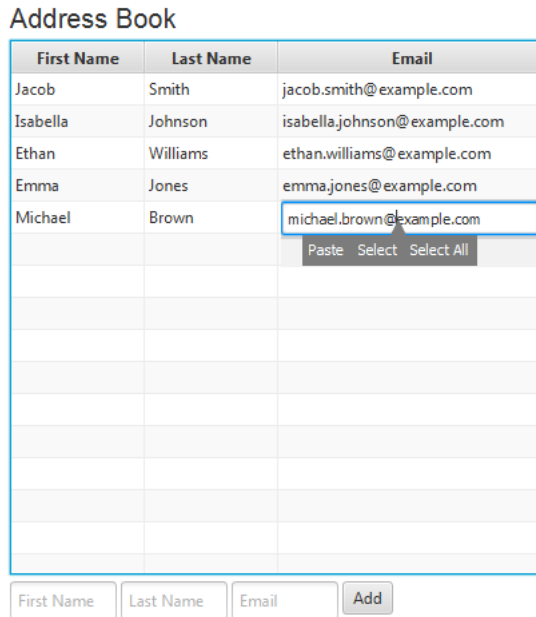 Address Book
First Name Last Name Email
Jacob Smith jacob.smith@example.com
Isabella Johnson isabella.johnson@example.com
Ethan Williams ethan.williams@example.com
Emma Jones emma.jones@example.com
Michael Brown michael.brown@example.com
Paste Select Select All
First Name Last Name Email Add